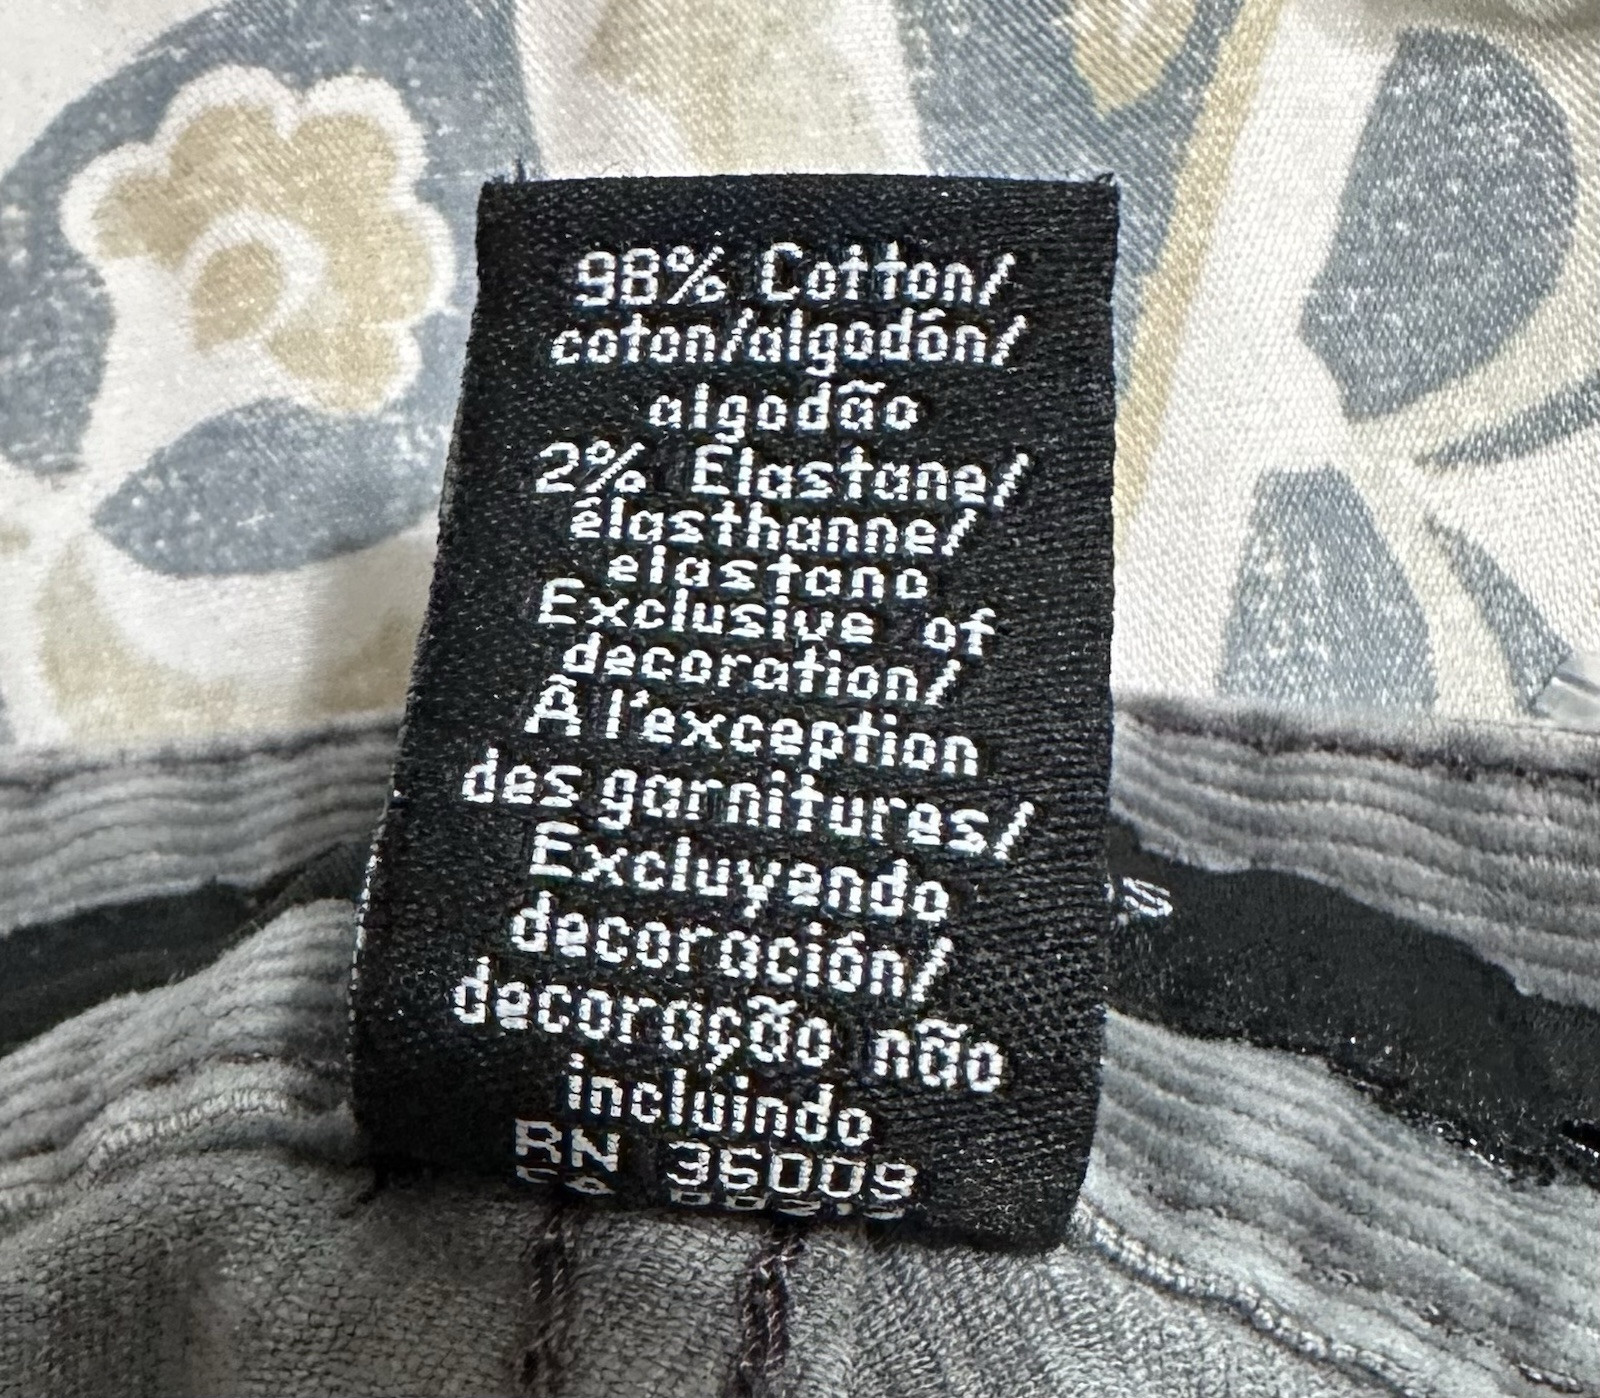 98% Cotton/
coton/algodón/
algodão
2% Elastane/
élasthanne/
elastano
Exclusive of
decoration/
À l'exception
des garnitures/
Excluyendo
decoración/
decoração não
incluindo
RN 36009